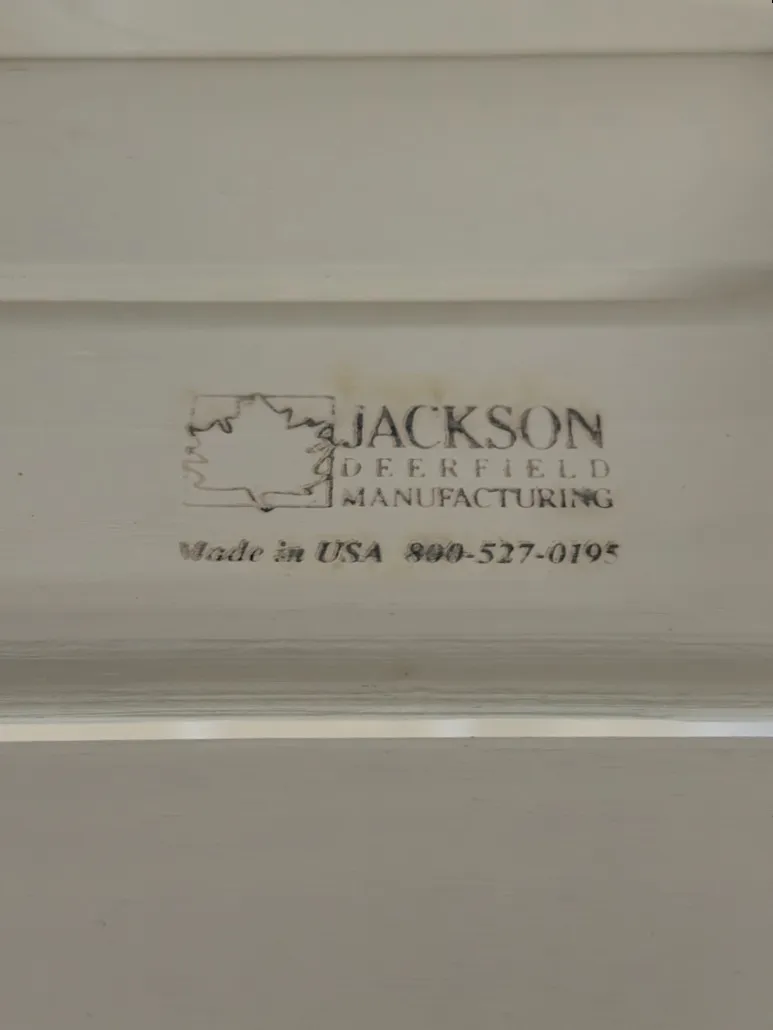 JACKSON
DEERFIELD
MANUFACTURING
Made in USA 800-527-0195